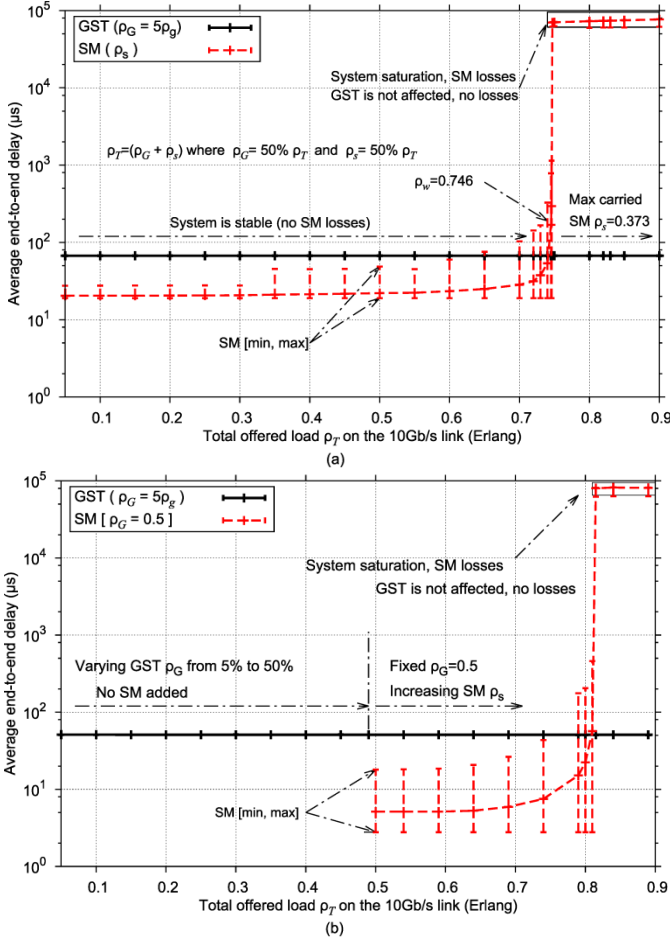 GST (ρG = 5ρg)
SM ( ρs )
System saturation, SM losses
GST is not affected, no losses
ρT=(ρG + ρs) where ρG= 50% ρT and ρs= 50% ρT
ρw=0.746
System is stable (no SM losses)
Max carried
SM ρs=0.373
SM [min, max]
Average end-to-end delay (µs)
10^5
10^4
10^3
10^2
10^1
10^0
0.1 0.2 0.3 0.4 0.5 0.6 0.7 0.8 0.9
Total offered load ρT on the 10Gb/s link (Erlang)
(a)
GST ( ρG = 5ρg )
SM [ ρG = 0.5 ]
System saturation, SM losses
GST is not affected, no losses
Varying GST ρG from 5% to 50%
No SM added
Fixed ρG=0.5
Increasing SM ρs
SM [min, max]
Average end-to-end delay (µs)
10^5
10^4
10^3
10^2
10^1
10^0
0.1 0.2 0.3 0.4 0.5 0.6 0.7 0.8 0.9
Total offered load ρT on the 10Gb/s link (Erlang)
(b)